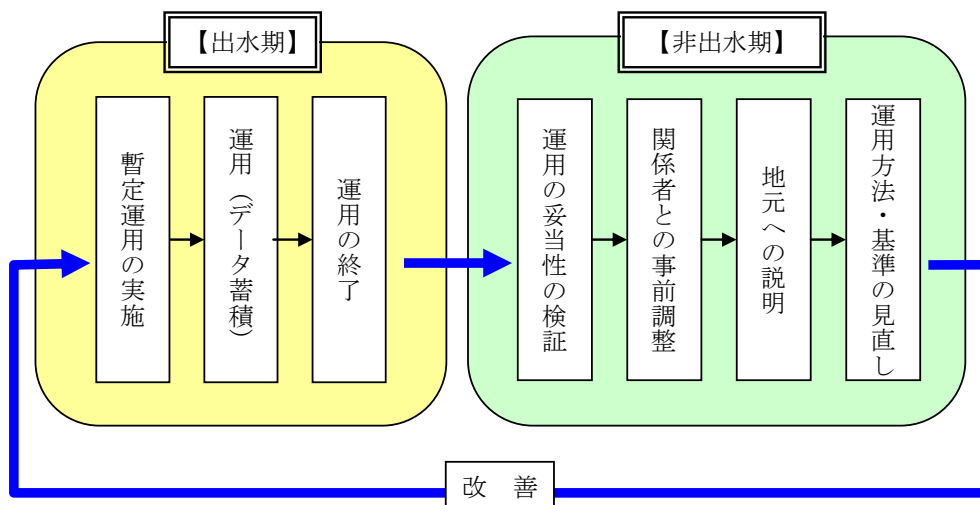 【出水期】
暫定運用の実施
運用（データ蓄積）
運用の終了
【非出水期】
運用の妥当性の検証
関係者との事前調整
地元への説明
運用方法・基準の見直し
改　善